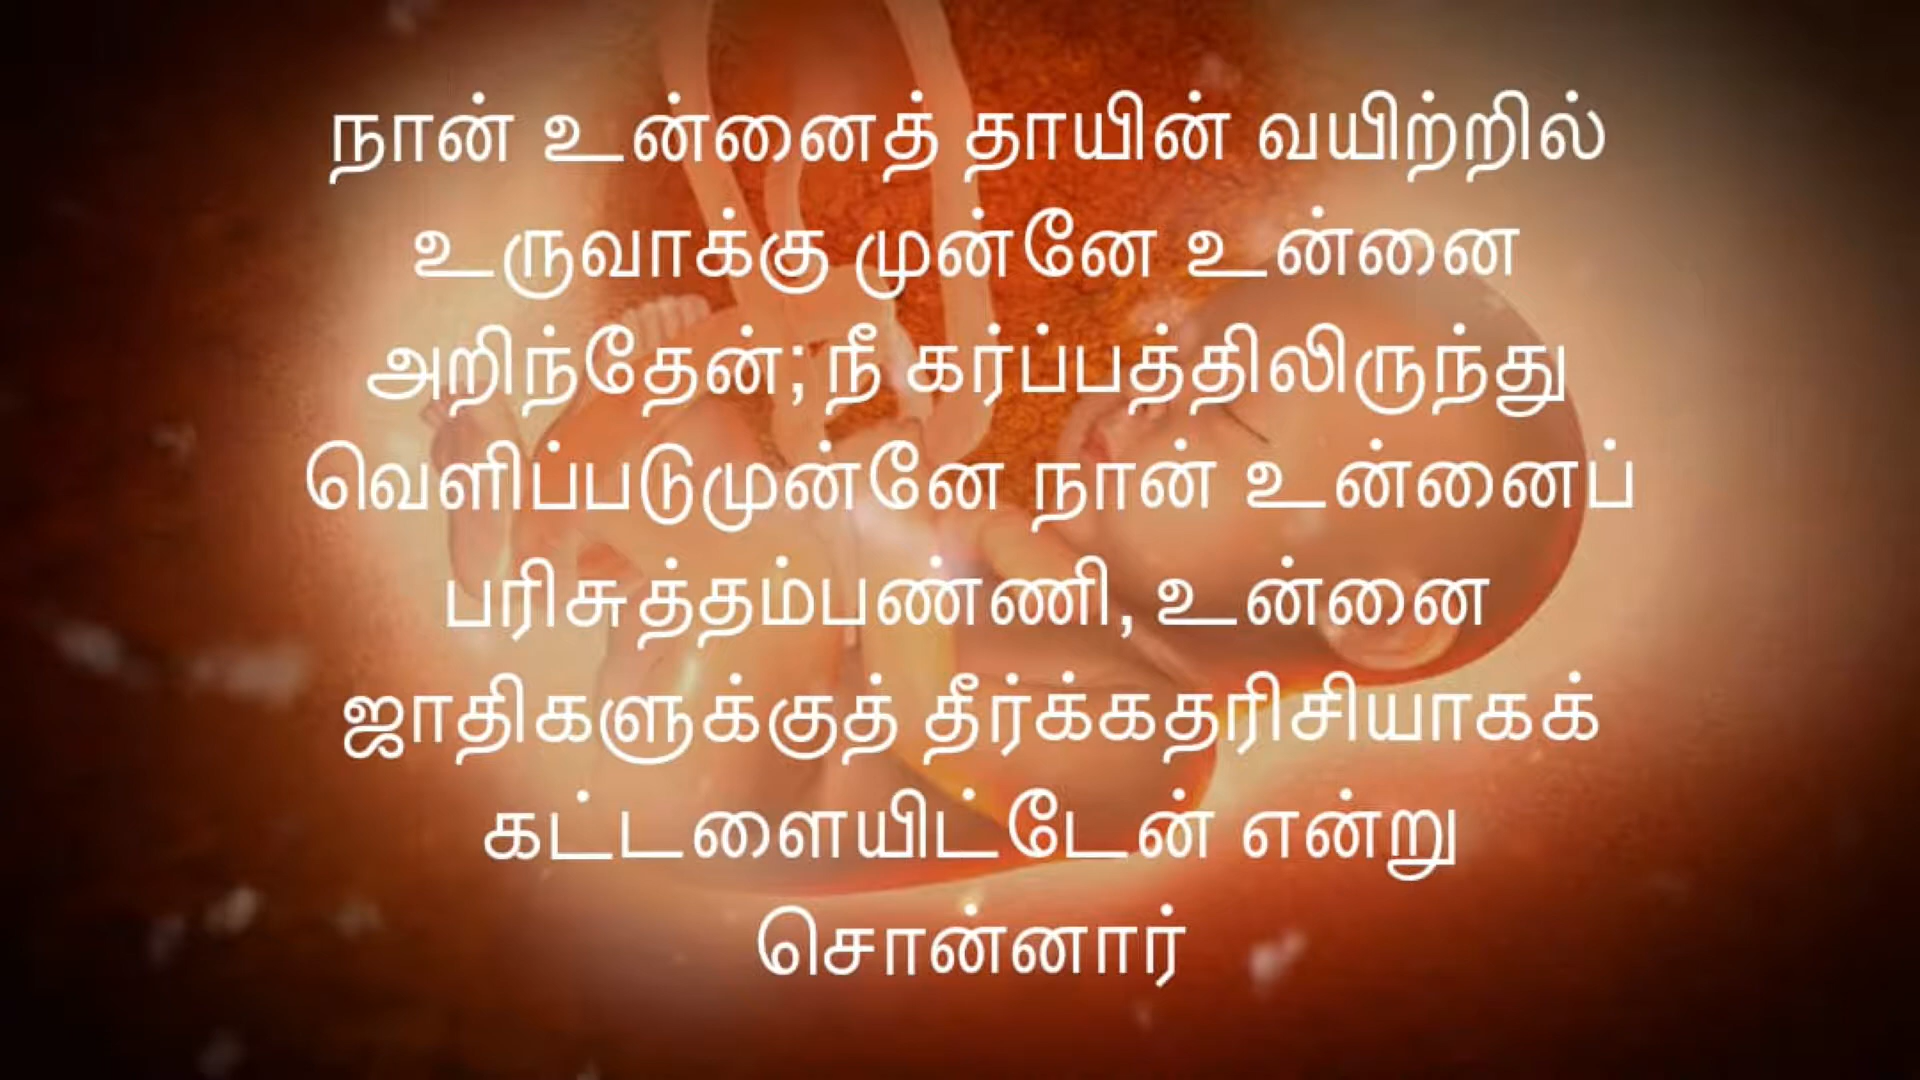 நான் உன்னைத் தாயின் வயிற்றில்
உருவாக்கு முன்னே உன்னை
அறிந்தேன்; நீ கர்ப்பத்திலிருந்து
வெளிப்படுமுன்னே நான் உன்னைப்
பரிசுத்தம்பண்ணி, உன்னை
ஜாதிகளுக்குத் தீர்க்கதரிசியாகக்
கட்டளையிட்டேன் என்று
சொன்னார்